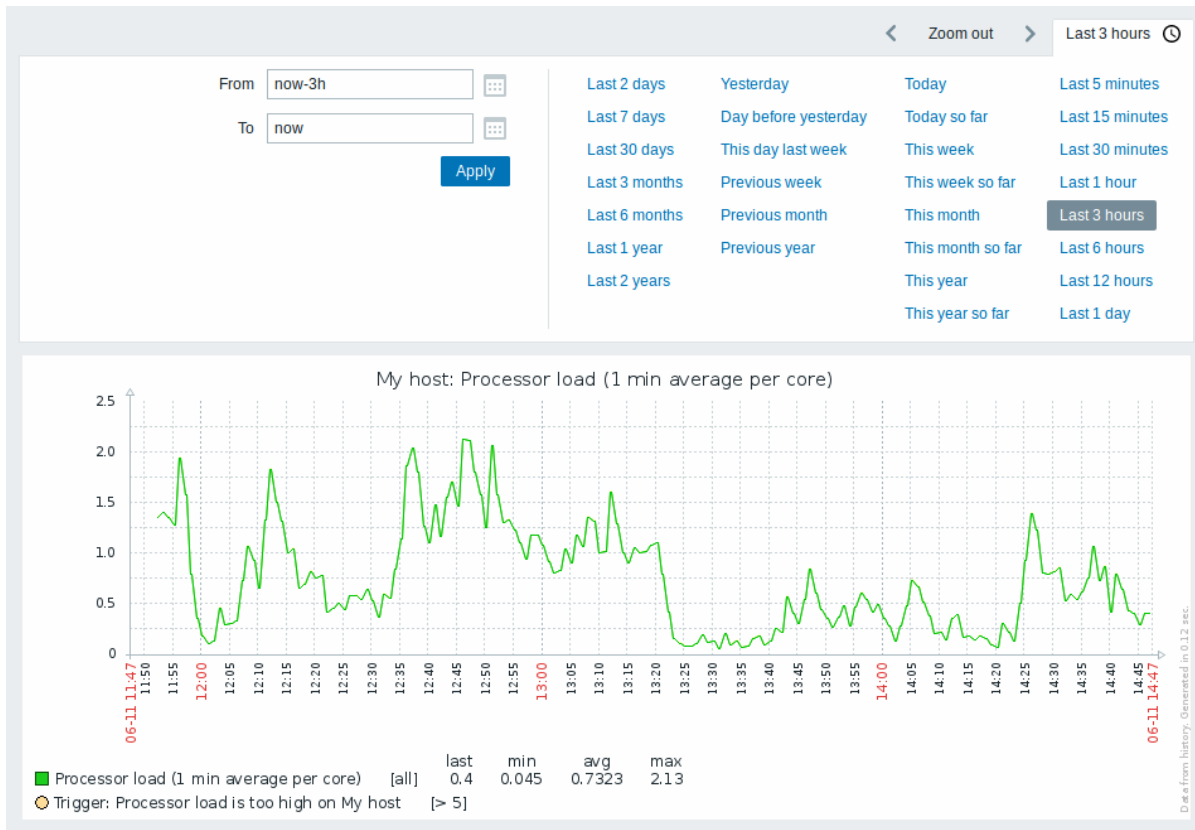 Zoom out Last 3 hours
From now-3h
To now
Apply
Last 2 days Yesterday Today Last 5 minutes
Last 7 days Day before yesterday Today so far Last 15 minutes
Last 30 days This day last week This week Last 30 minutes
Last 3 months Previous week This week so far Last 1 hour
Last 6 months Previous month This month Last 3 hours
Last 1 year Previous year This month so far Last 6 hours
Last 2 years This year Last 12 hours
This year so far Last 1 day
My host: Processor load (1 min average per core)
2.5
2.0
1.5
1.0
0.5
0
06-11 11:47 11:50 11:55 12:00 12:05 12:10 12:15 12:20 12:25 12:30 12:35 12:40 12:45 12:50 12:55 13:00 13:05 13:10 13:15 13:20 13:25 13:30 13:35 13:40 13:45 13:50 13:55 14:00 14:05 14:10 14:15 14:20 14:25 14:30 14:35 14:40 14:45 06-11 14:47
last min avg max
Processor load (1 min average per core) [all] 0.4 0.045 0.7323 2.13
Trigger: Processor load is too high on My host [> 5]
Data from history. Generated in 0.12 sec.